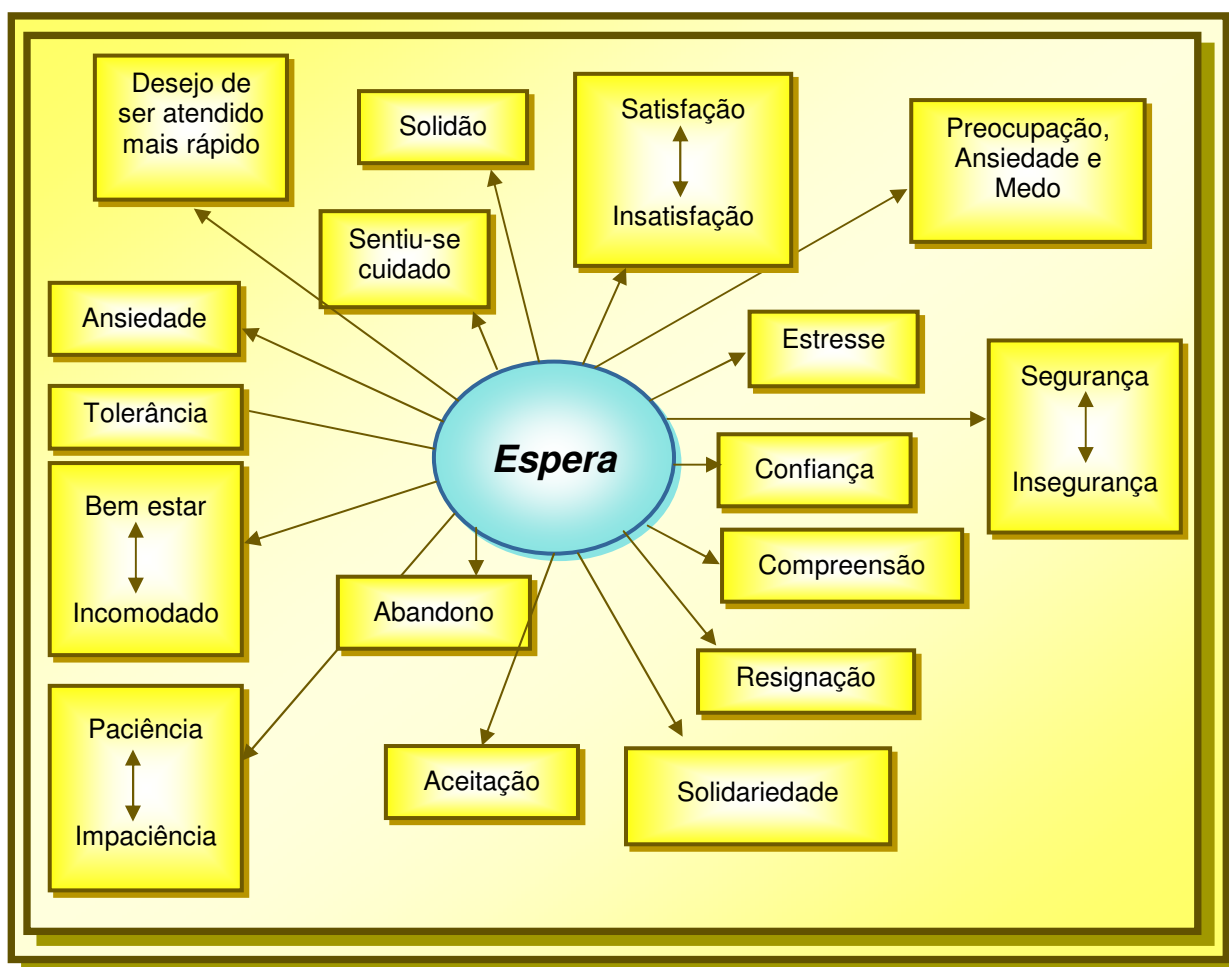 Desejo de
ser atendido
mais rápido
Solidão
Satisfação
Insatisfação
Preocupação,
Ansiedade e
Medo
Sentiu-se
cuidado
Ansiedade
Estresse
Segurança
Insegurança
Tolerância
Espera
Confiança
Bem estar
Incomodado
Compreensão
Abandono
Resignação
Paciência
Impaciência
Aceitação
Solidariedade